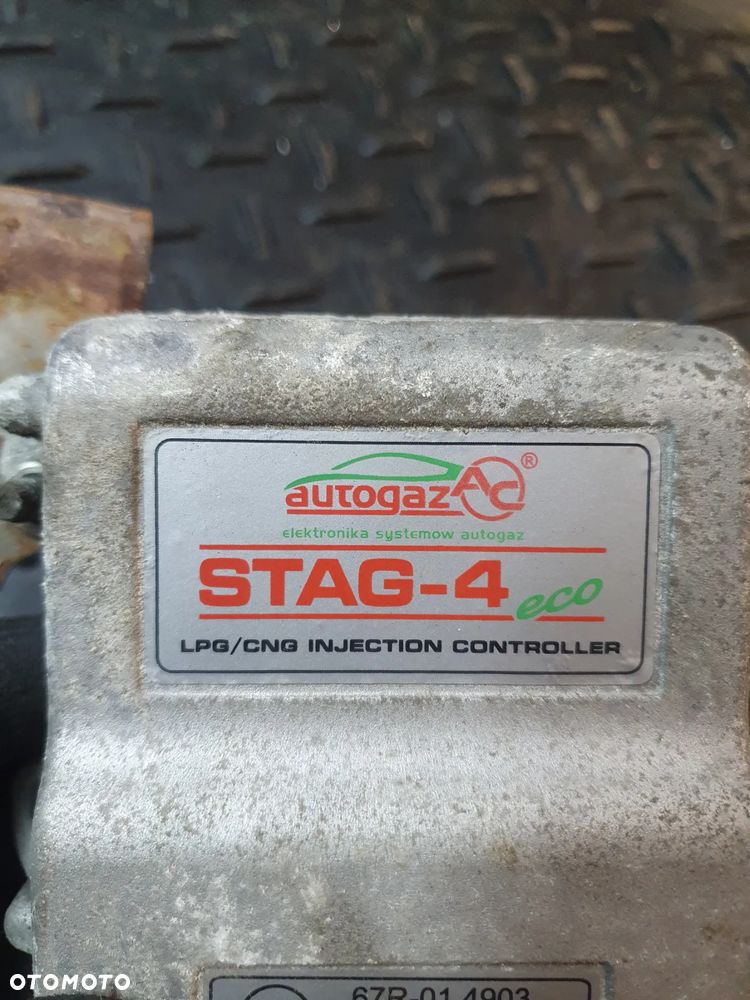 autogaz AC ®
elektronika systemow autogaz
STAG-4 eco
LPG/CNG INJECTION CONTROLLER
67R-01 4903
OTOMOTO